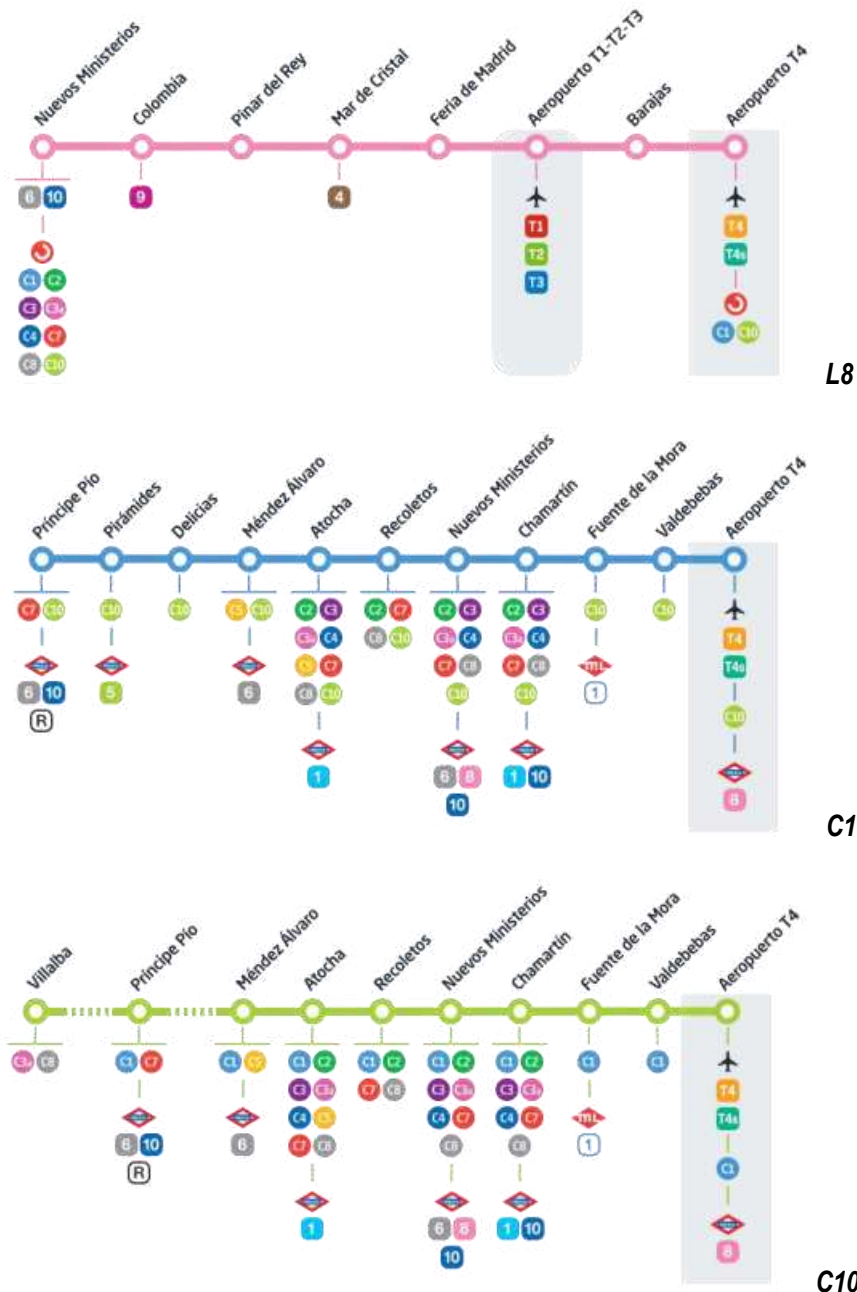 Nuevos Ministerios
Colombia
Pinar del Rey
Mar de Cristal
Feria de Madrid
Aeropuerto T1-T2-T3
Barajas
Aeropuerto T4
6 10
9
4
T1
T2
T3
T4
T4s
C1 C2
C3 C3a
C4 C7
C8 C10
C1 C10
L8
Príncipe Pío
Pirámides
Delicias
Méndez Álvaro
Atocha
Recoletos
Nuevos Ministerios
Chamartín
Fuente de la Mora
Valdebebas
Aeropuerto T4
C7 C10
6 10
R
C10
5
C10
C5 C10
6
C2 C3
C3a C4
C5 C7
C8 C10
1
C2 C7
C8 C10
C2 C3
C3a C4
C7 C8
C10
6 8
10
C2 C3
C3a C4
C7 C8
C10
1 10
C10
ML
1
C10
T4
T4s
C10
8
C1
Villalba
Príncipe Pío
Méndez Álvaro
Atocha
Recoletos
Nuevos Ministerios
Chamartín
Fuente de la Mora
Valdebebas
Aeropuerto T4
C3a C8
C1 C7
6 10
R
C1 C5
6
C1 C2
C3 C3a
C4 C5
C7 C8
1
C1 C2
C7 C8
C1 C2
C3 C3a
C4 C7
C8
6 8
10
C1 C2
C3 C3a
C4 C7
C8
1 10
C1
ML
1
C1
T4
T4s
C1
8
C10